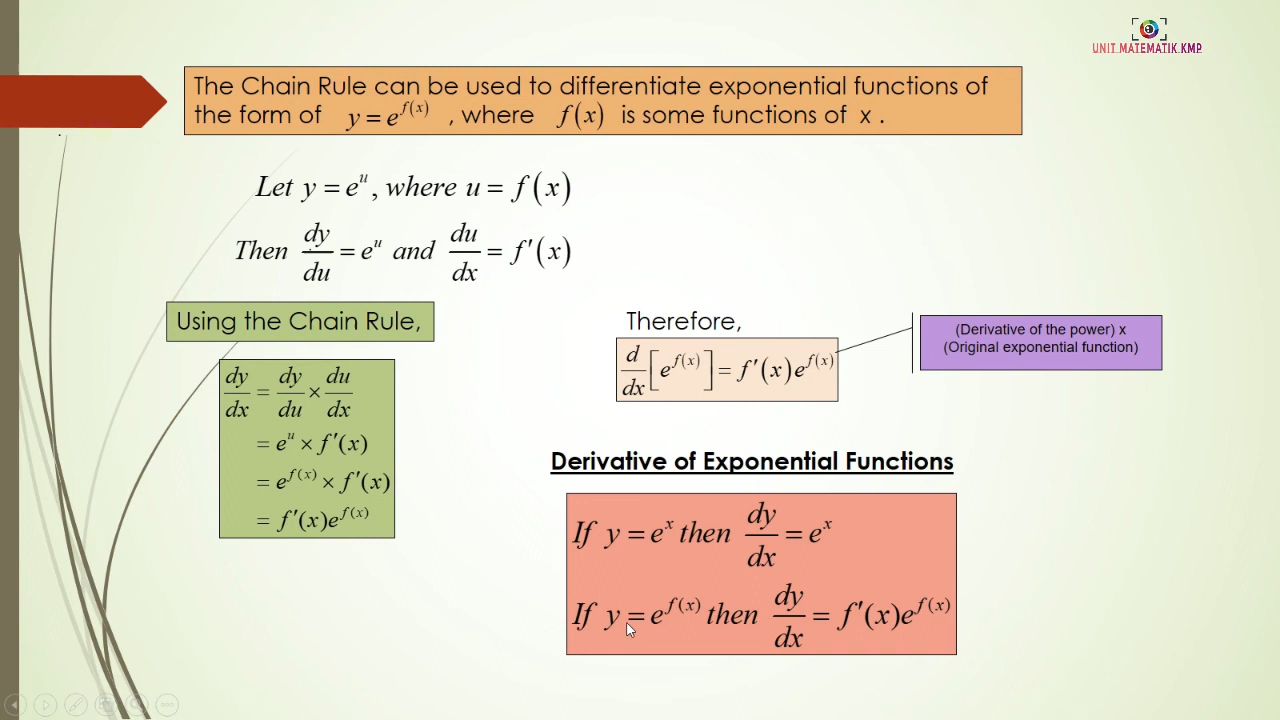 UNIT MATEMATIK.KMP
The Chain Rule can be used to differentiate exponential functions of
the form of y = e^{f(x)} , where f(x) is some functions of x .
Let y = e^u, where u = f(x)
Then dy/du = e^u and du/dx = f'(x)
Using the Chain Rule,
dy/dx = dy/du × du/dx
= e^u × f'(x)
= e^{f(x)} × f'(x)
= f'(x)e^{f(x)}
Therefore,
d/dx [e^{f(x)}] = f'(x)e^{f(x)}
(Derivative of the power) x
(Original exponential function)
Derivative of Exponential Functions
If y = e^x then dy/dx = e^x
If y = e^{f(x)} then dy/dx = f'(x)e^{f(x)}